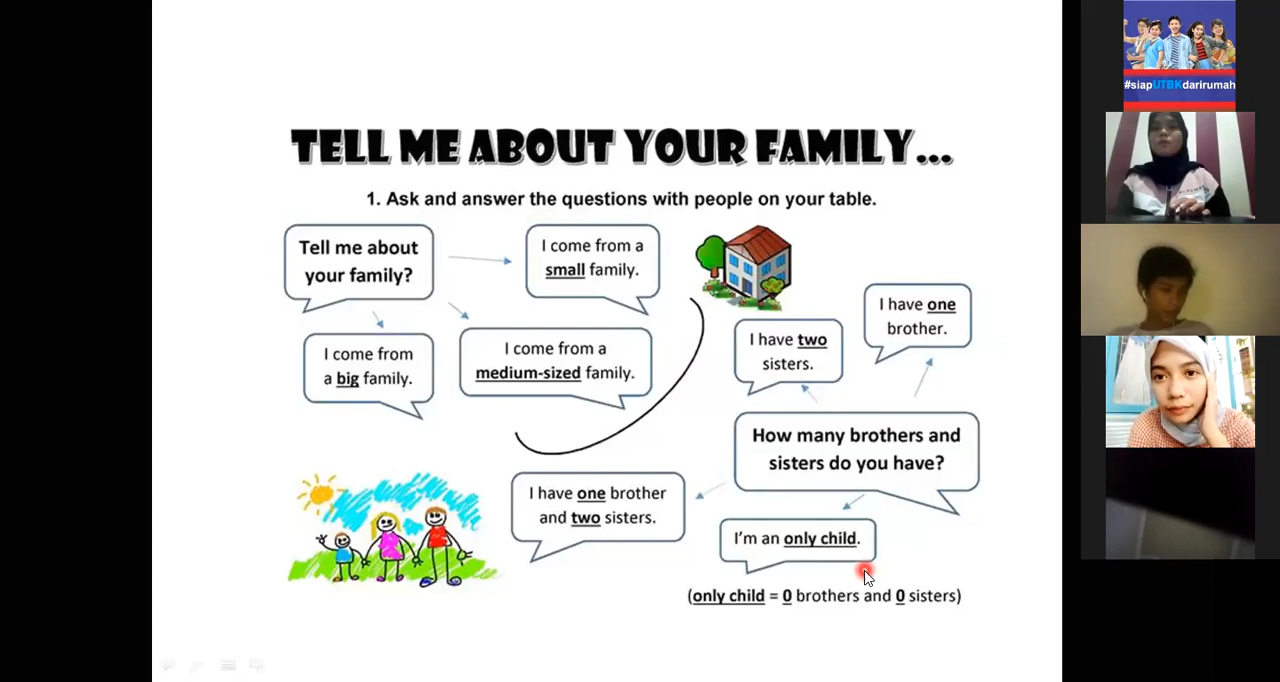 TELL ME ABOUT YOUR FAMILY...
1. Ask and answer the questions with people on your table.
Tell me about
your family?
I come from a
small family.
I come from
a big family.
I come from a
medium-sized family.
I have two
sisters.
I have one
brother.
How many brothers and
sisters do you have?
I have one brother
and two sisters.
I'm an only child.
(only child = 0 brothers and 0 sisters)
#siapUTBKdarirumah